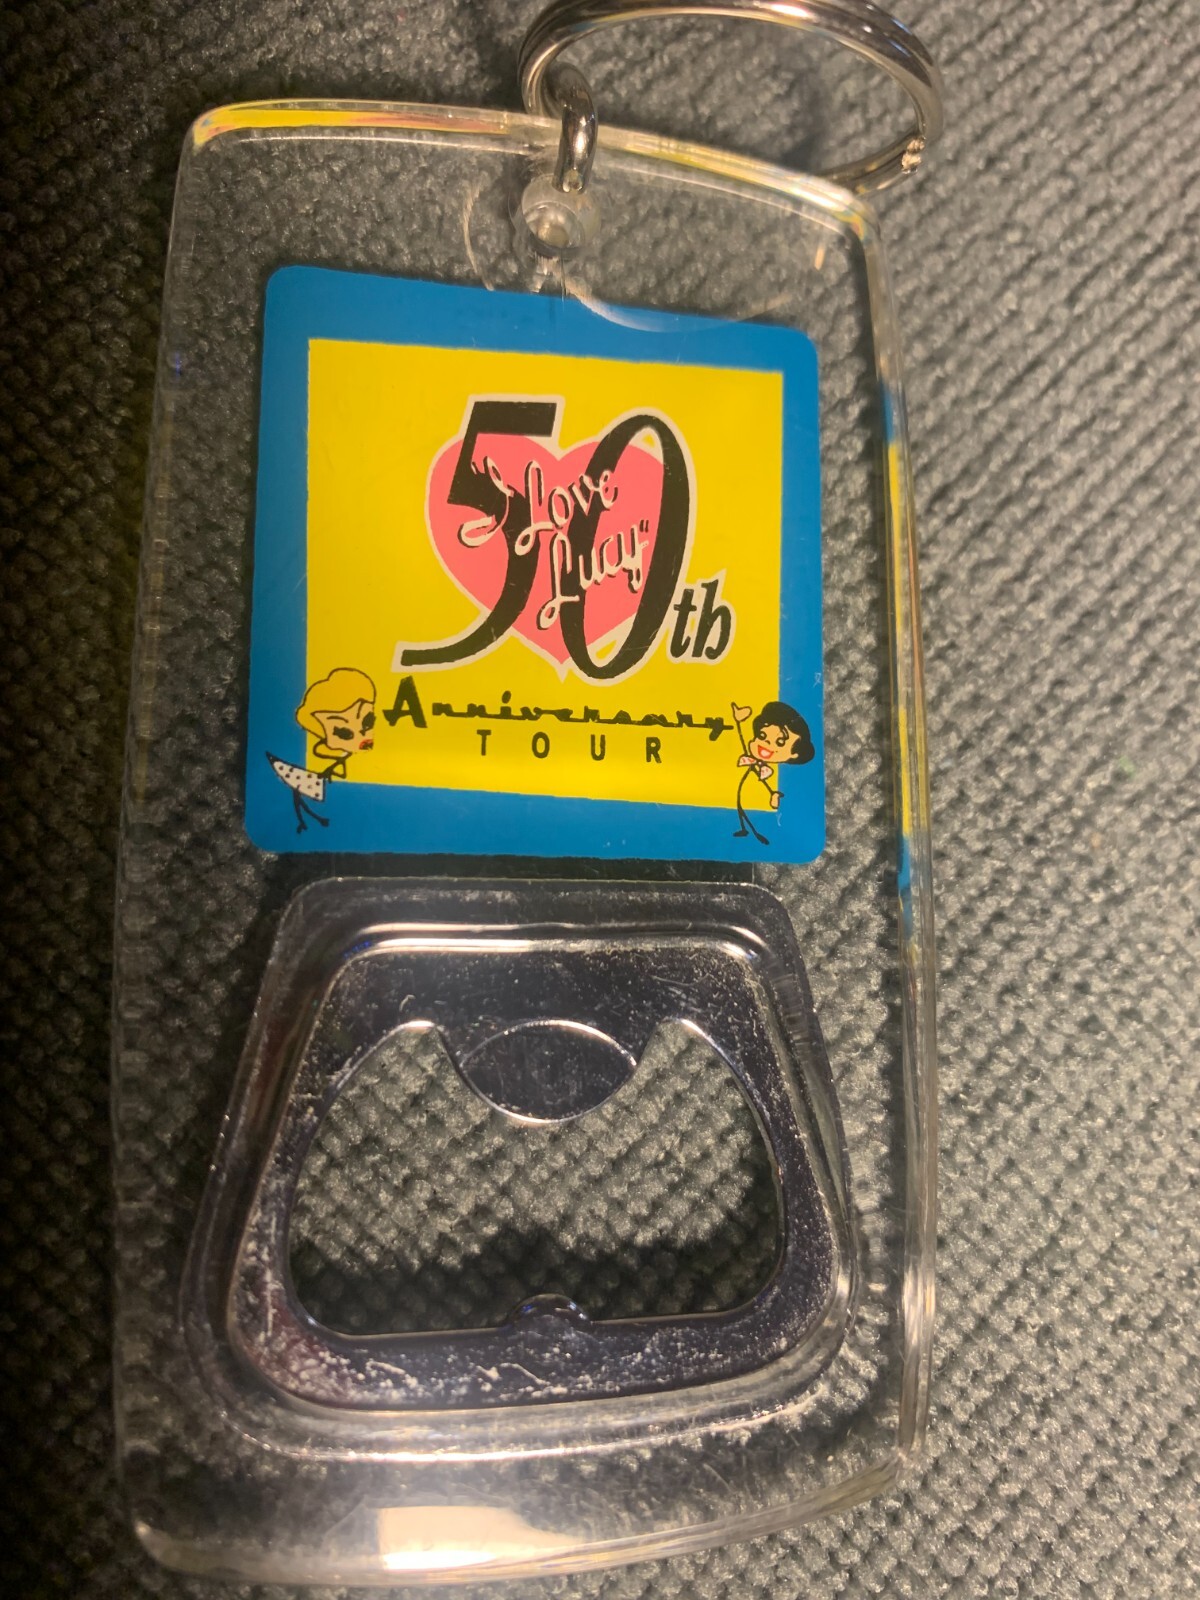 50th
"I Love
Lucy"
Anniversary
TOUR